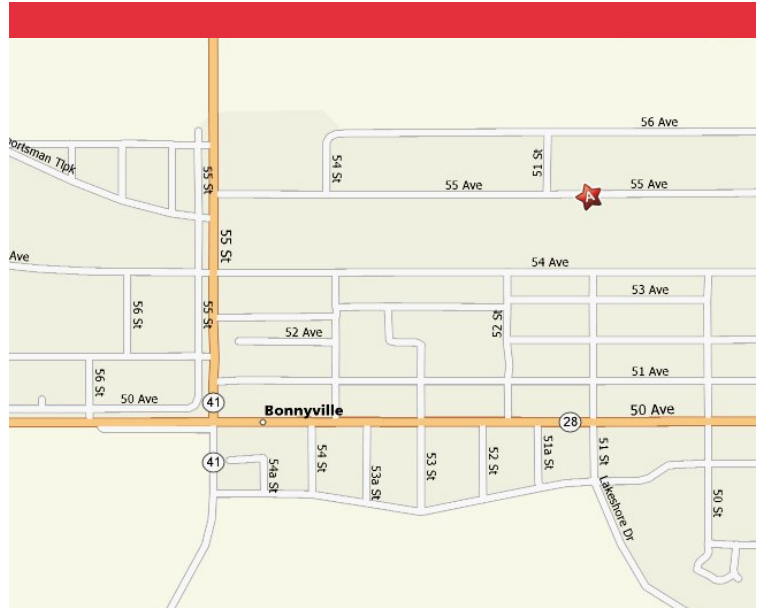 56 Ave
Sportsman Tlpk
55 St
54 St
51 St
55 Ave
55 Ave
A
55 St
Ave
54 Ave
56 St
55 St
53 Ave
52 St
52 Ave
56 St
51 Ave
50 Ave
41
Bonnyville
28
50 Ave
41
54a St
54 St
53a St
53 St
52 St
51a St
51 St
Lakeshore Dr
50 St